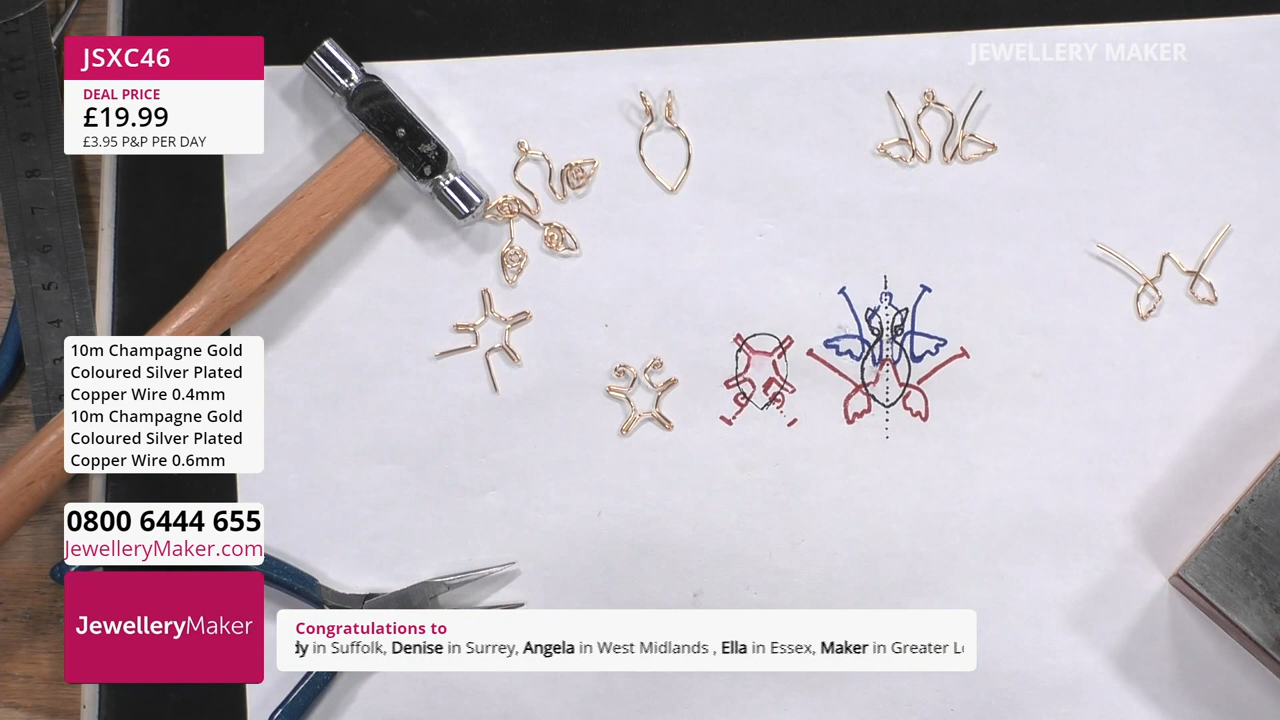 JEWELLERY MAKER
JSXC46
DEAL PRICE
£19.99
£3.95 P&P PER DAY
10m Champagne Gold
Coloured Silver Plated
Copper Wire 0.4mm
10m Champagne Gold
Coloured Silver Plated
Copper Wire 0.6mm
0800 6444 655
JewelleryMaker.com
JewelleryMaker
Congratulations to
in Suffolk, Denise in Surrey, Angela in West Midlands , Ella in Essex, Maker in Greater